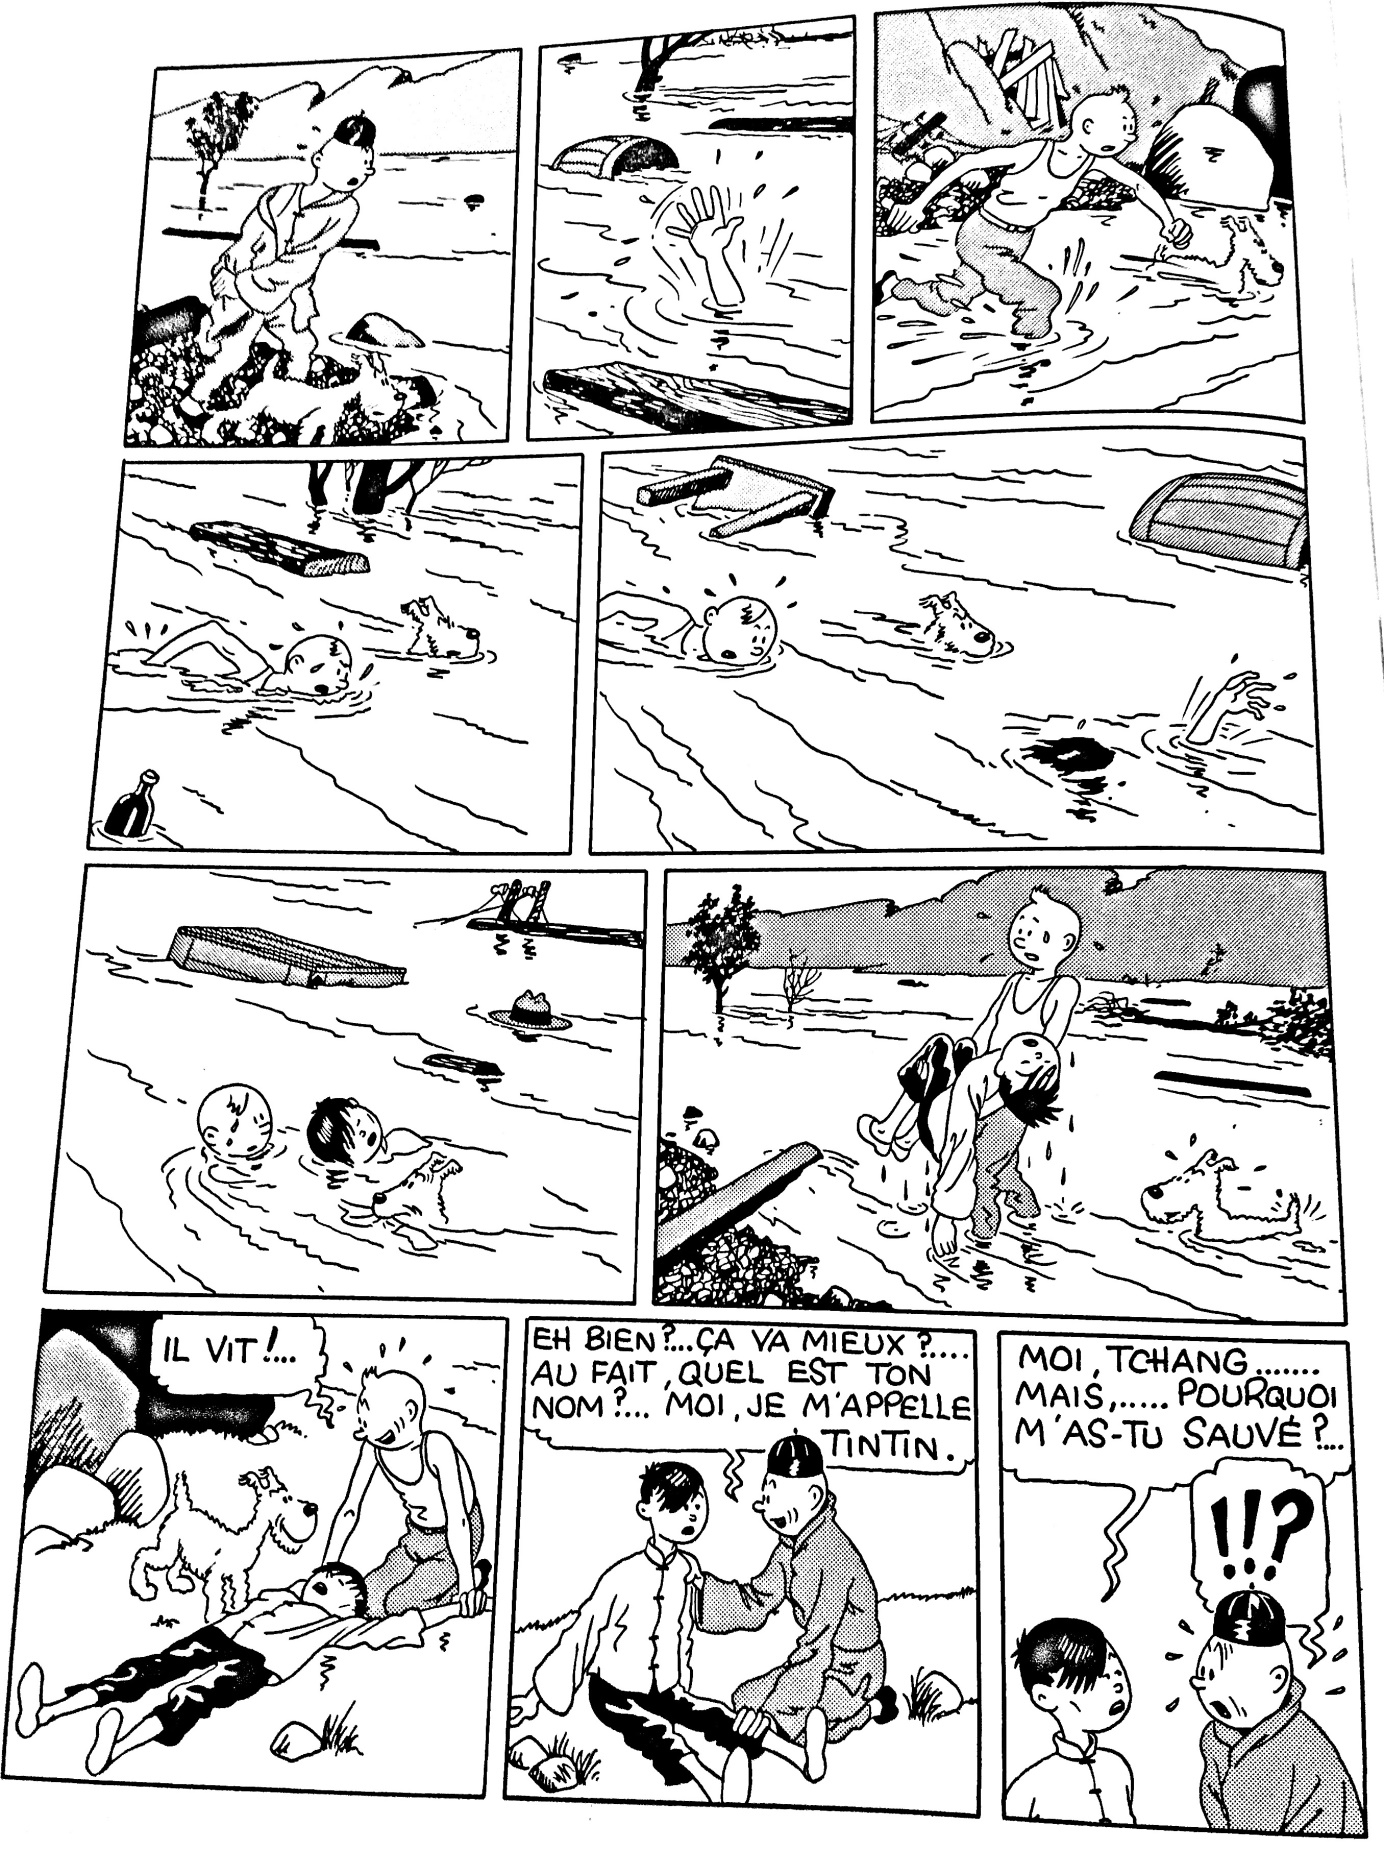 IL VIT!...
EH BIEN?...ÇA VA MIEUX?.....
AU FAIT, QUEL EST TON
NOM?... MOI, JE M'APPELLE
TINTIN.
MOI, TCHANG.......
MAIS,..... POURQUOI
M'AS-TU SAUVÉ?...
!!?